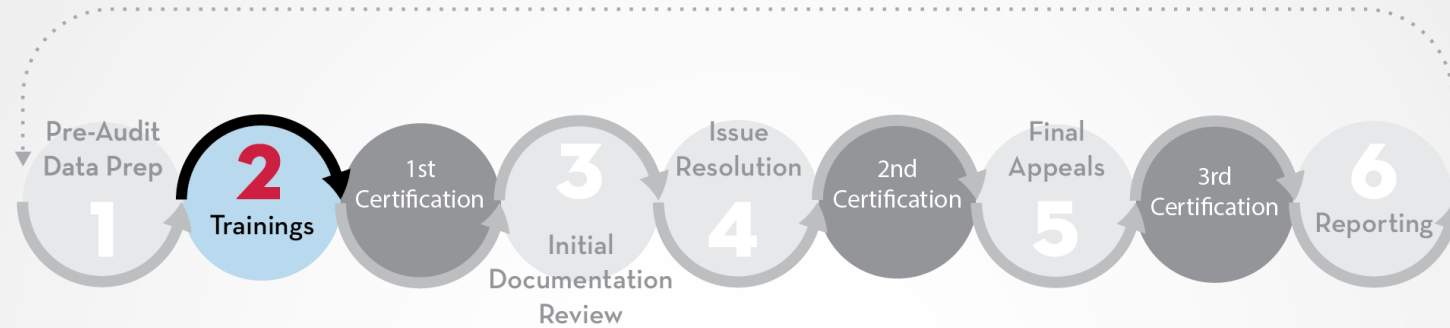 Pre-Audit
Data Prep
1
2
Trainings
1st
Certification
3
Initial
Documentation
Review
Issue
Resolution
4
2nd
Certification
Final
Appeals
5
3rd
Certification
6
Reporting